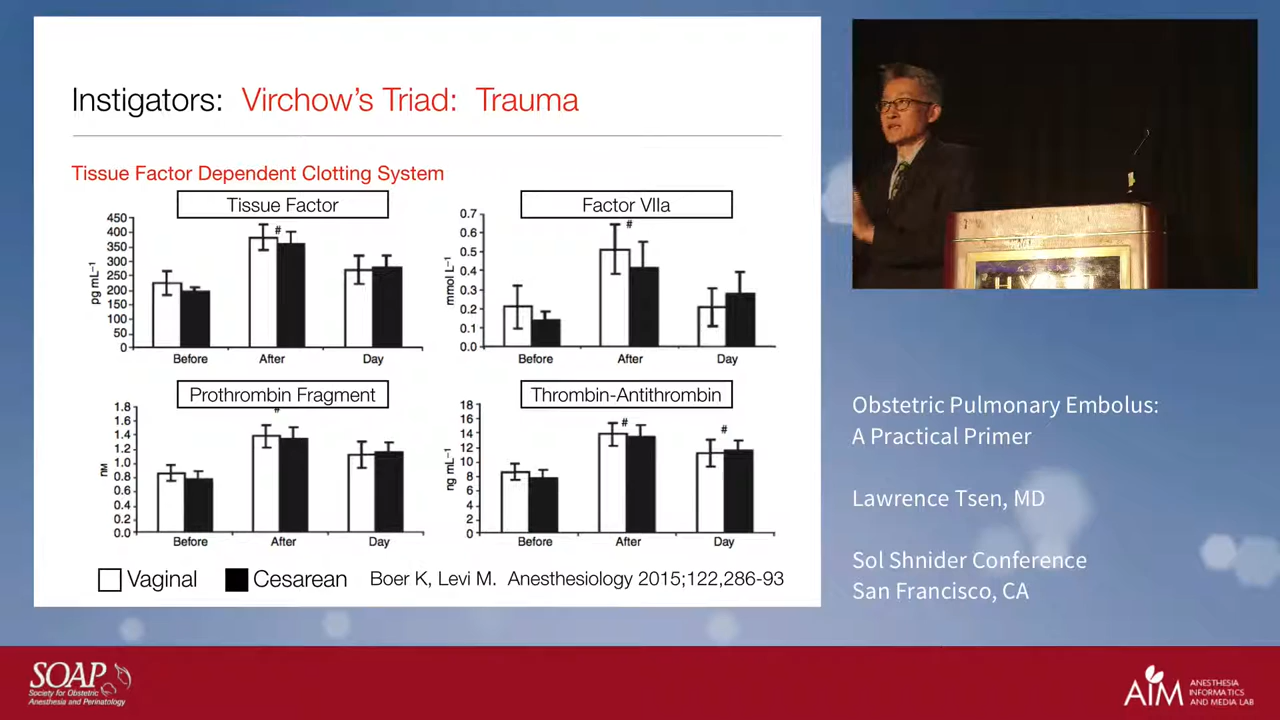 Instigators: Virchow's Triad: Trauma
Tissue Factor Dependent Clotting System
Tissue Factor
450
400
350
300
250
200
150
100
50
0
pg mL–1
Before After Day
Factor VIIa
0.7
0.6
0.5
0.4
0.3
0.2
0.1
0.0
mmol L–1
#
Before After Day
Prothrombin Fragment
1.8
1.6
1.4
1.2
1.0
0.8
0.6
0.4
0.2
0.0
nM
#
Before After Day
Thrombin-Antithrombin
18
16
14
12
10
8
6
4
2
0
ng mL–1
# #
Before After Day
Vaginal Cesarean Boer K, Levi M. Anesthesiology 2015;122,286-93
Obstetric Pulmonary Embolus:
A Practical Primer
Lawrence Tsen, MD
Sol Shnider Conference
San Francisco, CA
SOAP
Society for Obstetric
Anesthesia and Perinatology
AIM
ANESTHESIA
INFORMATICS
AND MEDIA LAB